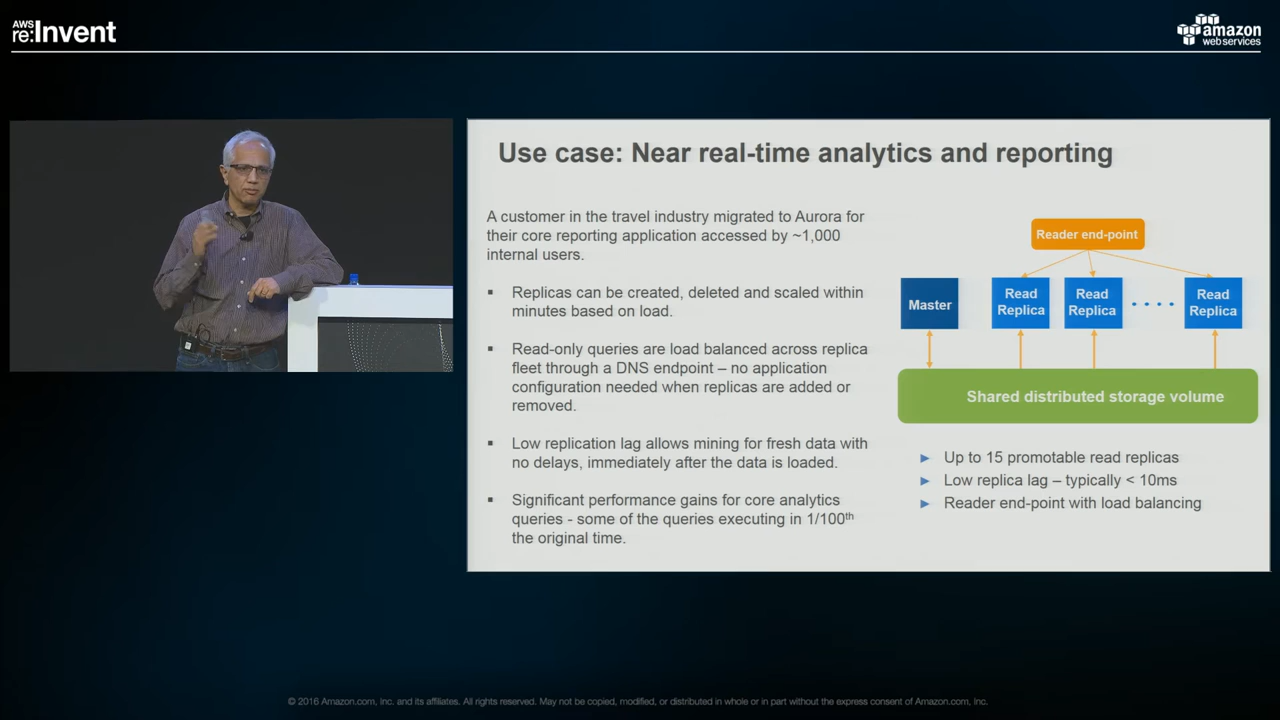 AWS
re:Invent
amazon
webservices
Use case: Near real-time analytics and reporting
A customer in the travel industry migrated to Aurora for
their core reporting application accessed by ~1,000
internal users.
▪ Replicas can be created, deleted and scaled within
minutes based on load.
▪ Read-only queries are load balanced across replica
fleet through a DNS endpoint – no application
configuration needed when replicas are added or
removed.
▪ Low replication lag allows mining for fresh data with
no delays, immediately after the data is loaded.
▪ Significant performance gains for core analytics
queries - some of the queries executing in 1/100th
the original time.
Reader end-point
Master
Read
Replica
Read
Replica
Read
Replica
Shared distributed storage volume
► Up to 15 promotable read replicas
► Low replica lag – typically < 10ms
► Reader end-point with load balancing
© 2016 Amazon.com, Inc. and its affiliates. All rights reserved. May not be copied, modified, or distributed in whole or in part without the express consent of Amazon.com, Inc.